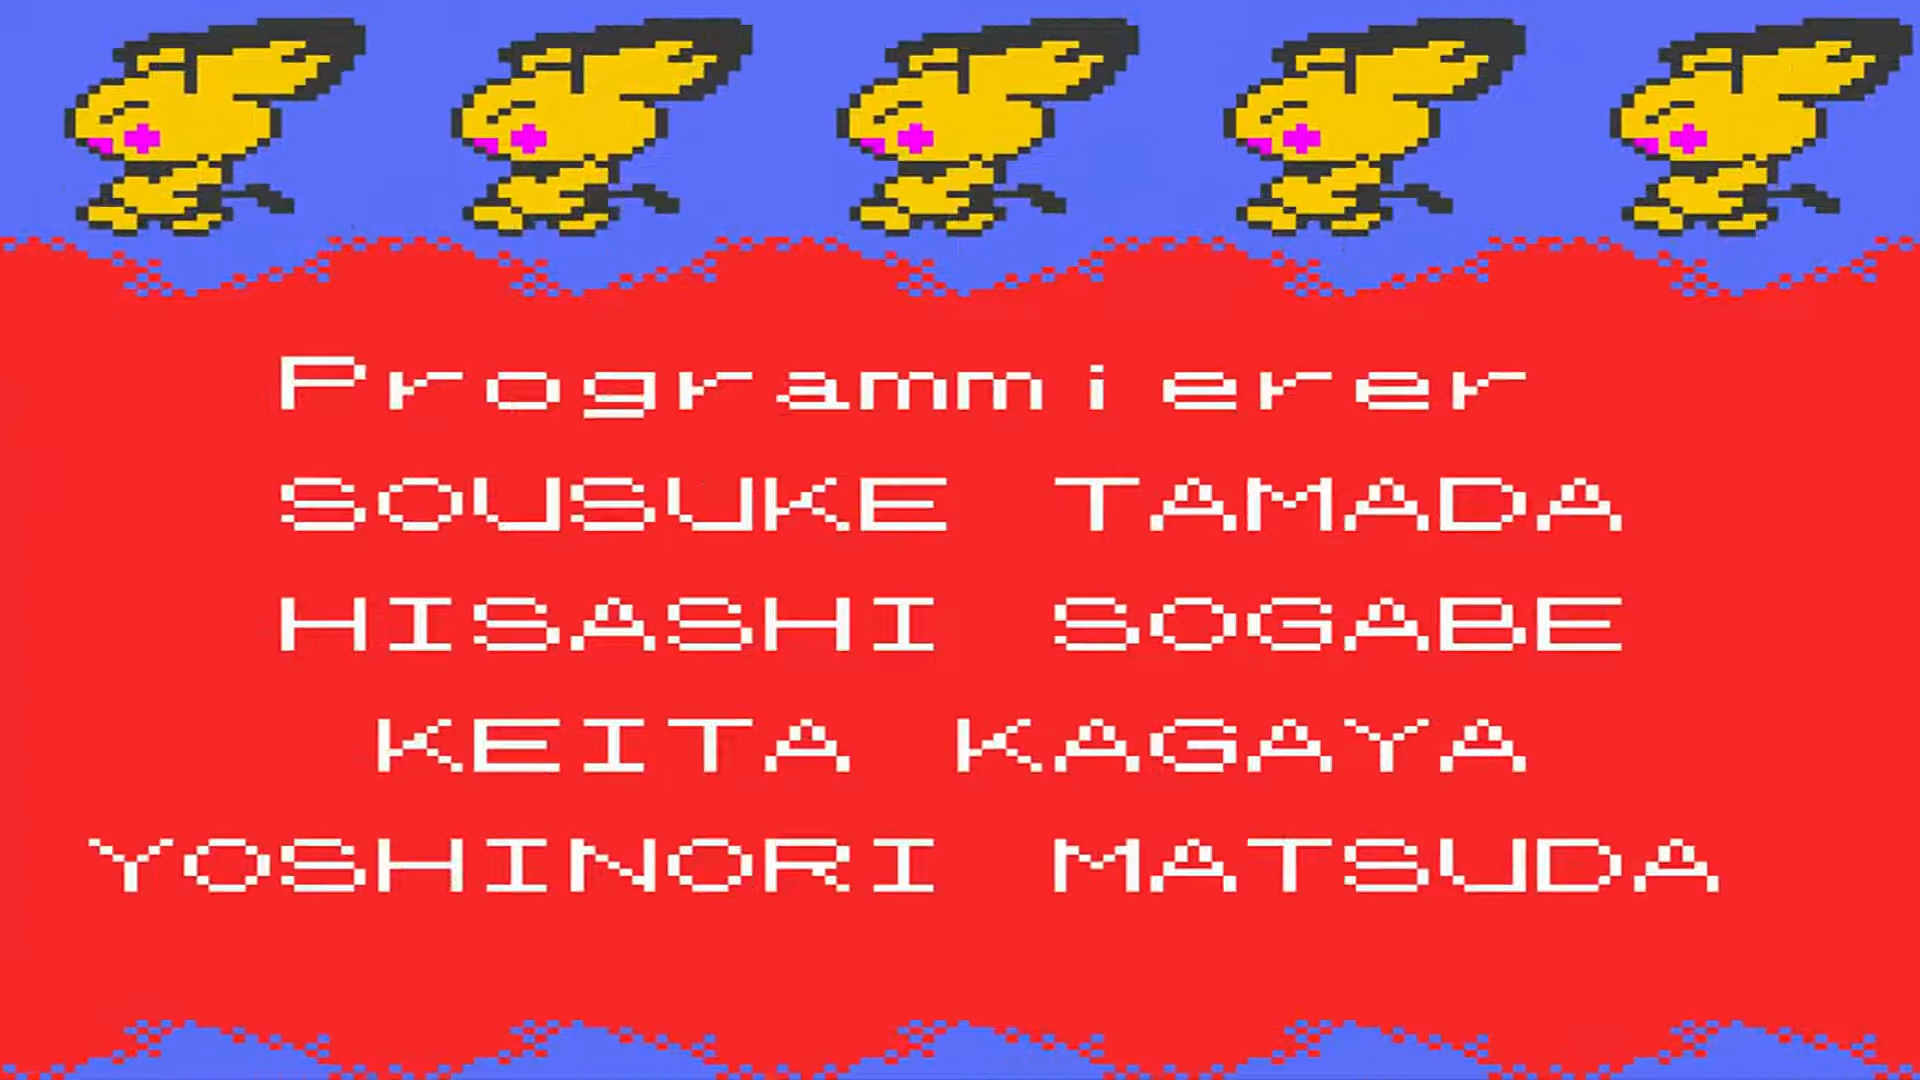 Programmierer
SOUSUKE TAMADA
HISASHI SOGABE
KEITA KAGAYA
YOSHINORI MATSUDA